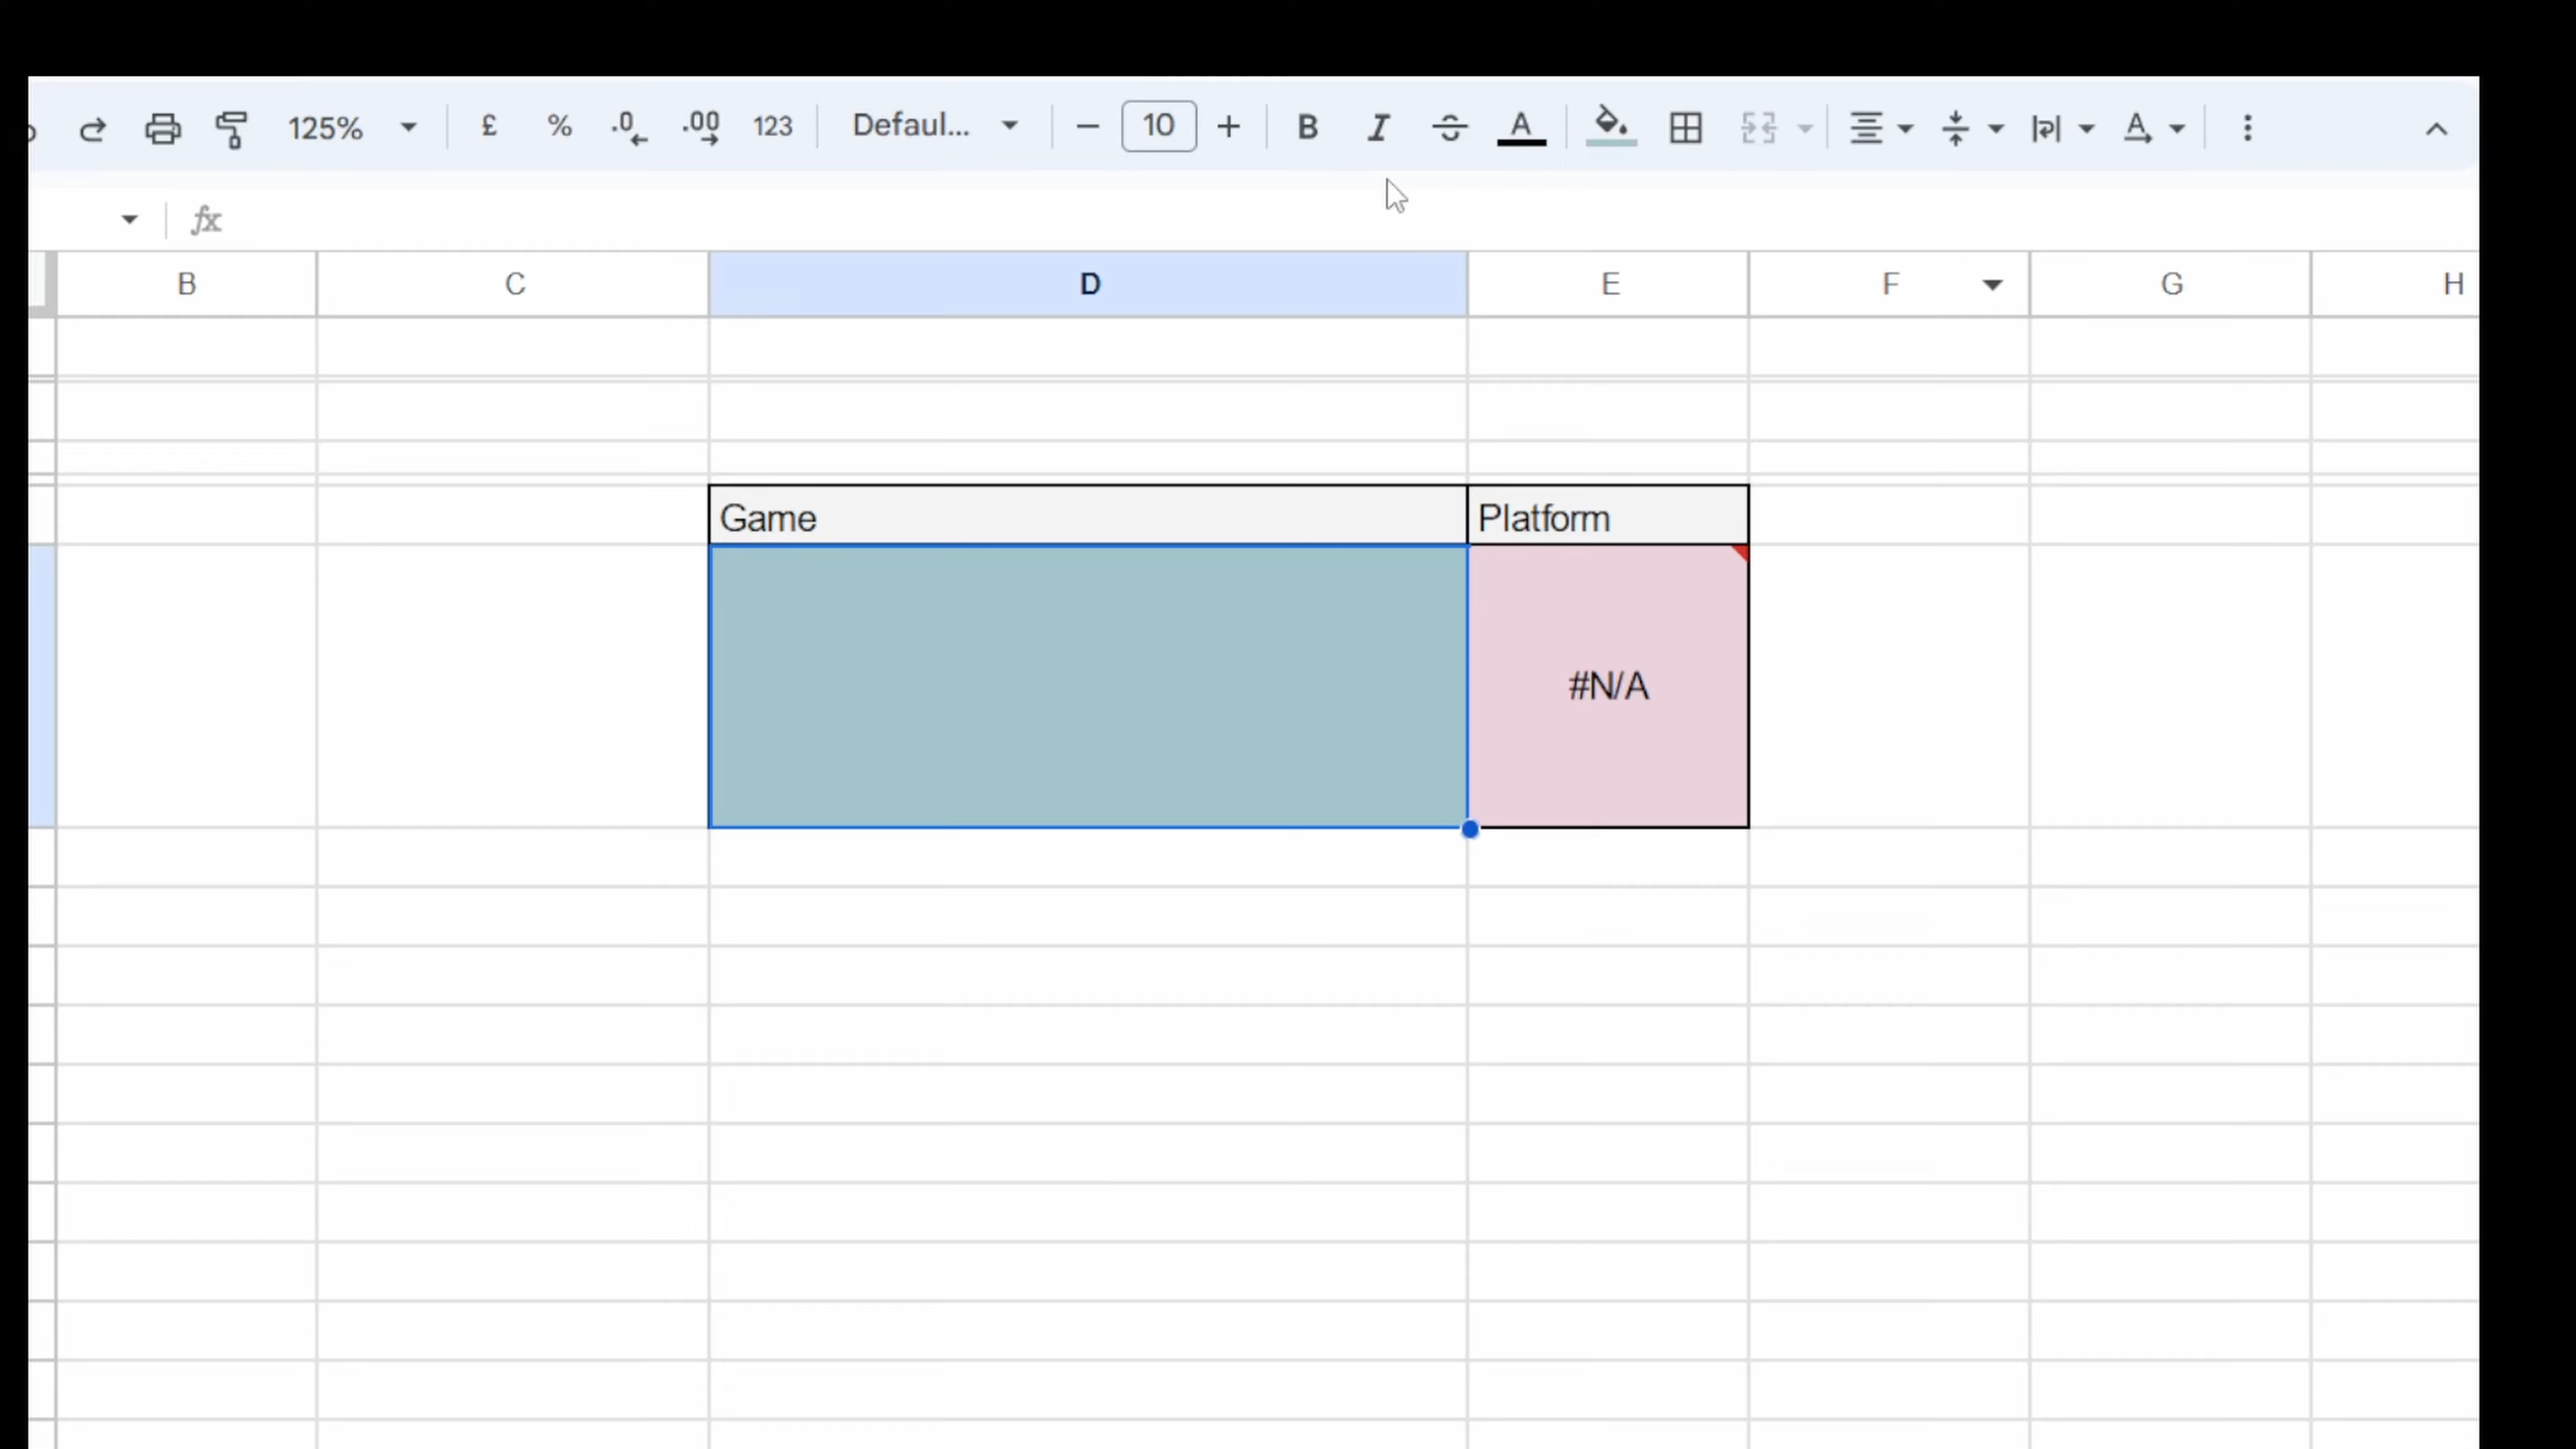 125% £ % .0 .00 123 Defaul... 10 B I S A A
fx
B C D E F G H
Game Platform
#N/A